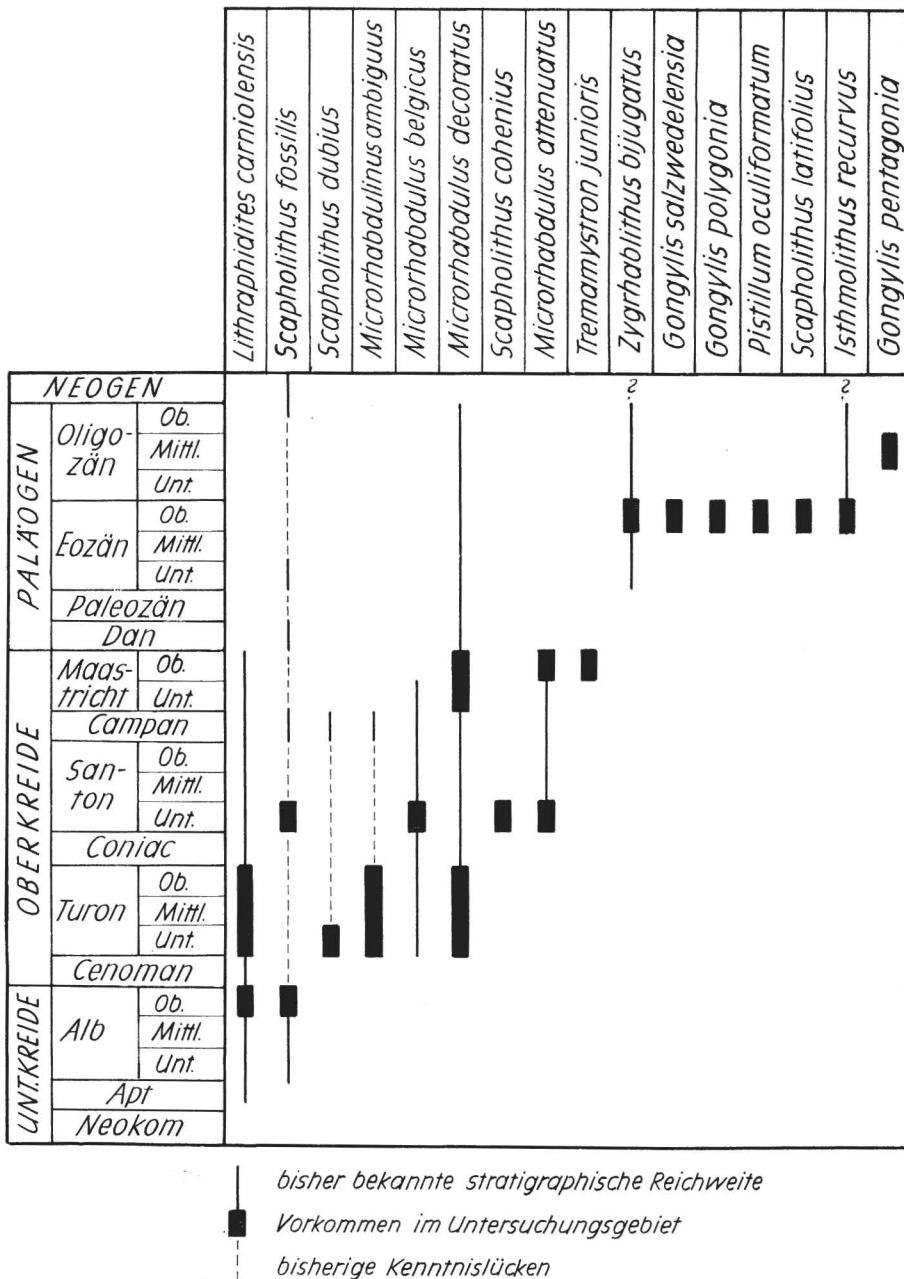 Lithraphidites carniolensis
Scapholithus fossilis
Scapholithus dubius
Microrhabdulinus ambiguus
Microrhabdulus belgicus
Microrhabdulus decoratus
Scapholithus cohenius
Microrhabdulus attenuatus
Tremamystron junioris
Zygrhablithus bijugatus
Gongylis salzwedelensia
Gongylis polygonia
Pistillum oculiformatum
Scapholithus latifolius
Isthmolithus recurvus
Gongylis pentagonia
NEOGEN
?
?
PALÄOGEN
Oligo-
zän
Ob.
Mittl.
Unt.
Eozän
Ob.
Mittl.
Unt.
Paleozän
Dan
OBERKREIDE
Maas-
tricht
Ob.
Unt.
Campan
San-
ton
Ob.
Mittl.
Unt.
Coniac
Turon
Ob.
Mittl.
Unt.
Cenoman
UNT.KREIDE
Alb
Ob.
Mittl.
Unt.
Apt
Neokom
bisher bekannte stratigraphische Reichweite
Vorkommen im Untersuchungsgebiet
bisherige Kenntnislücken